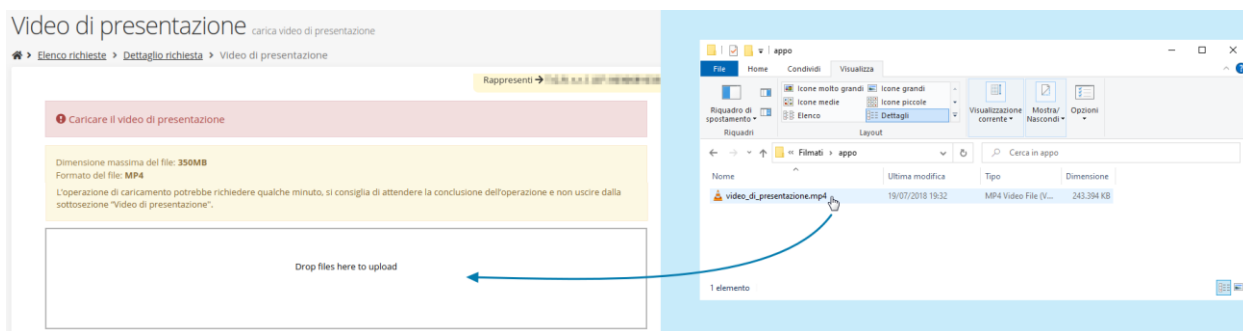 Video di presentazione carica video di presentazione
Elenco richieste > Dettaglio richiesta > Video di presentazione
Rappresenti
Caricare il video di presentazione
Dimensione massima del file: 350MB
Formato del file: MP4
L'operazione di caricamento potrebbe richiedere qualche minuto, si consiglia di attendere la conclusione dell'operazione e non uscire dalla
sottosezione "Video di presentazione".
Drop files here to upload
appo
File Home Condividi Visualizza
Riquadro di spostamento
Icone molto grandi Icone grandi
Icone medie Icone piccole
Elenco Dettagli
Visualizzazione corrente
Mostra/ Nascondi
Opzioni
Riquadri Layout
« Filmati > appo
Cerca in appo
Nome Ultima modifica Tipo Dimensione
video_di_presentazione.mp4 19/07/2018 19:32 MP4 Video File (V... 243.394 KB
1 elemento